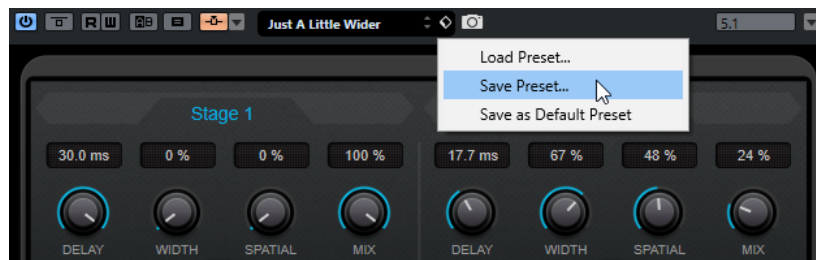 R W Just A Little Wider 5.1
Load Preset...
Save Preset...
Save as Default Preset
Stage 1
30.0 ms 0 % 0 % 100 % 17.7 ms 67 % 48 % 24 %
DELAY WIDTH SPATIAL MIX DELAY WIDTH SPATIAL MIX